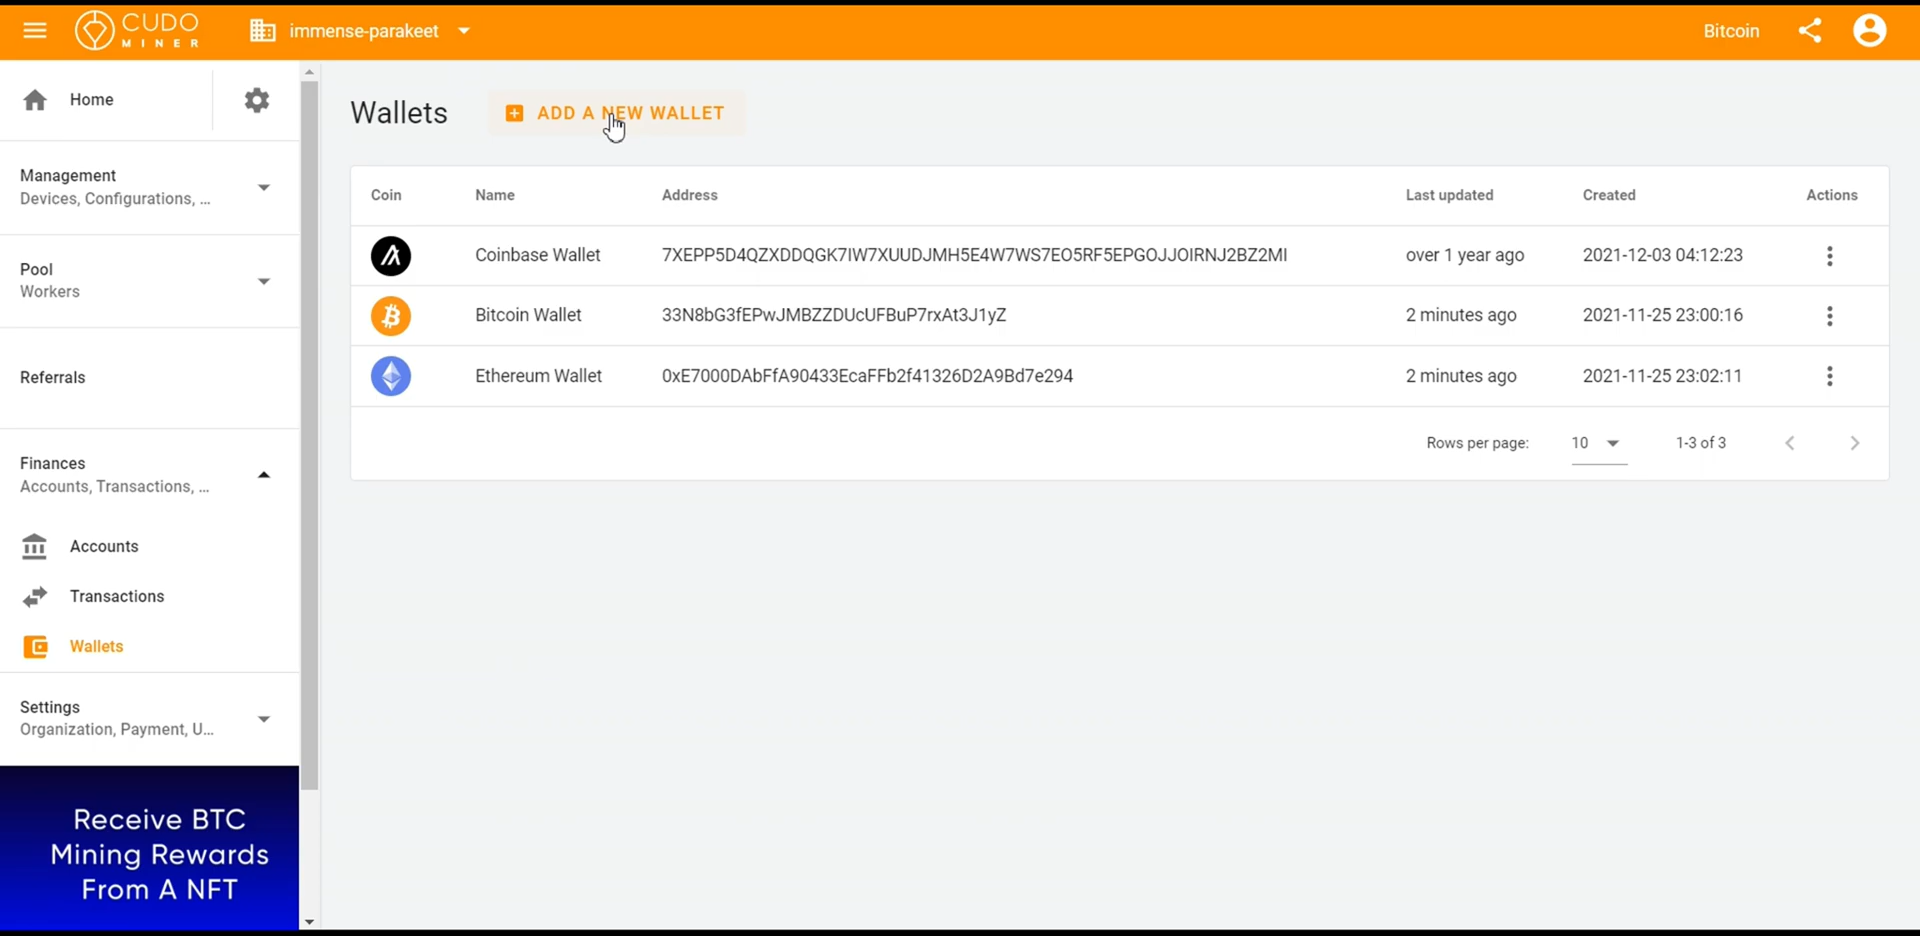 CUDO
MINER
immense-parakeet
Bitcoin
Home
Management
Devices, Configurations, ...
Pool
Workers
Referrals
Finances
Accounts, Transactions, ...
Accounts
Transactions
Wallets
Settings
Organization, Payment, U...
Receive BTC
Mining Rewards
From A NFT
Wallets ADD A NEW WALLET
Coin Name Address Last updated Created Actions
Coinbase Wallet 7XEPP5D4QZXDDQGK7IW7XUUDJMH5E4W7WS7EO5RF5EPGOJJOIRNJ2BZ2MI over 1 year ago 2021-12-03 04:12:23
Bitcoin Wallet 33N8bG3fEPwJMBZZDUcUFBuP7rxAt3J1yZ 2 minutes ago 2021-11-25 23:00:16
Ethereum Wallet 0xE7000DAbFfA90433EcaFFb2f41326D2A9Bd7e294 2 minutes ago 2021-11-25 23:02:11
Rows per page: 10 1-3 of 3